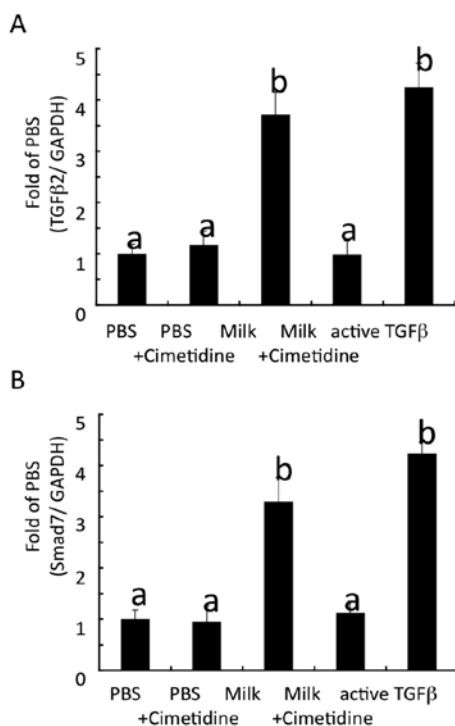 A
Fold of PBS
(TGFβ2/ GAPDH)
5
4
3
2
1
0
a
a
b
a
b
PBS PBS Milk Milk active TGFβ
+Cimetidine +Cimetidine
B
Fold of PBS
(Smad7/ GAPDH)
5
4
3
2
1
0
a
a
b
a
b
PBS PBS Milk Milk active TGFβ
+Cimetidine +Cimetidine